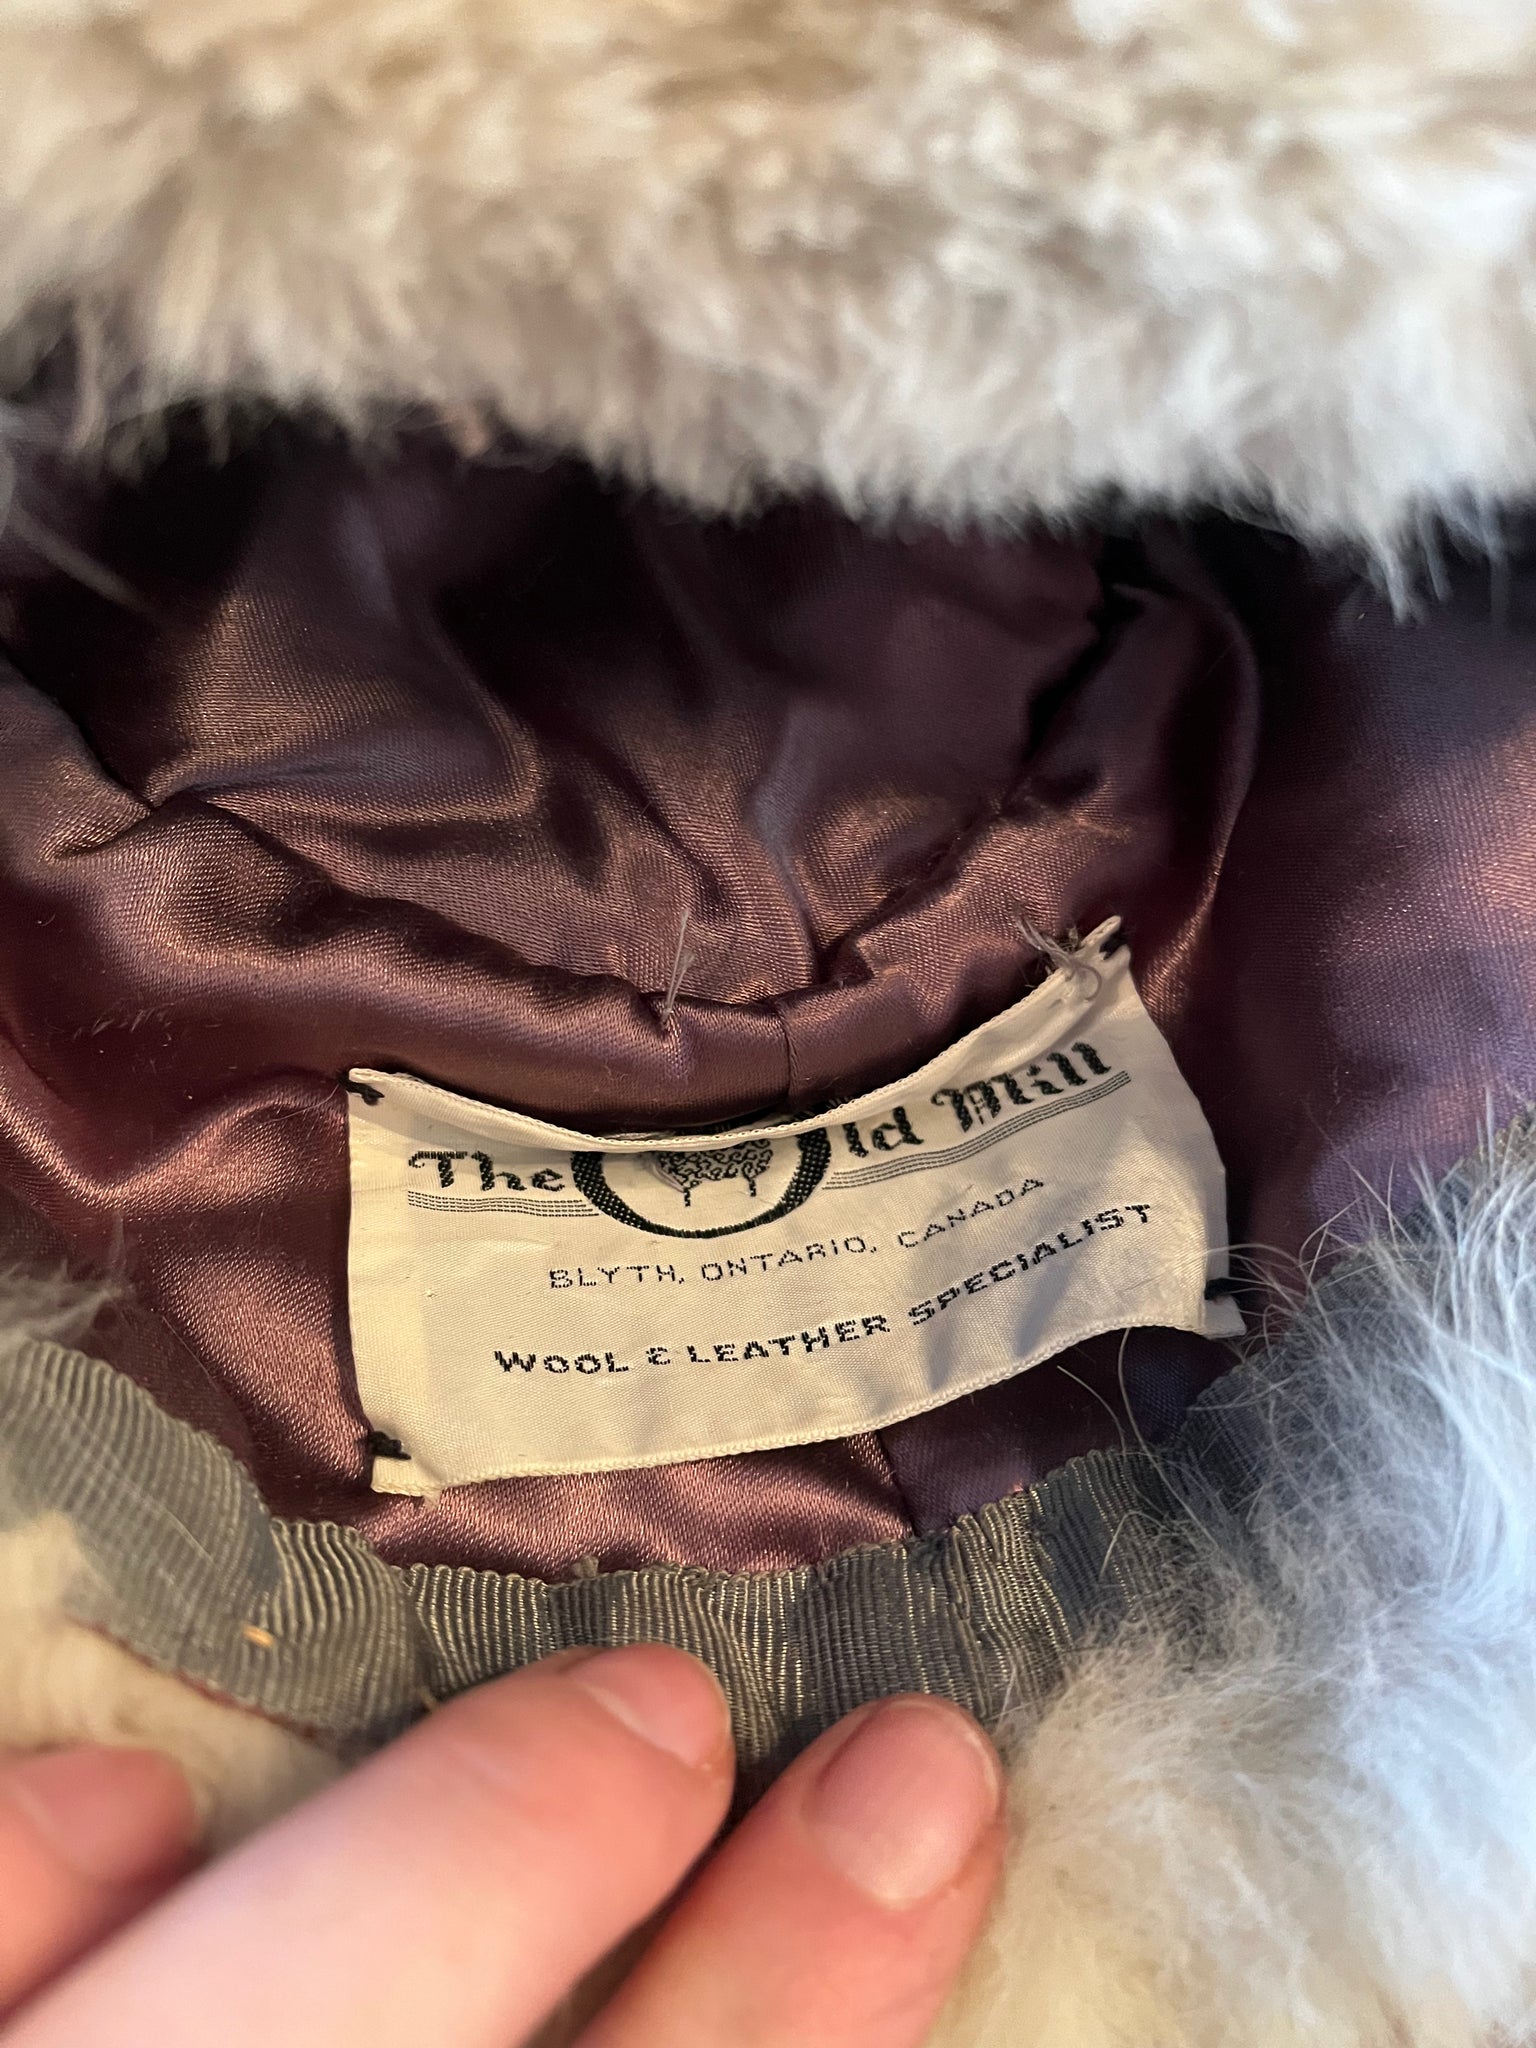 The Old Mill
BLYTH, ONTARIO, CANADA
WOOL & LEATHER SPECIALIST